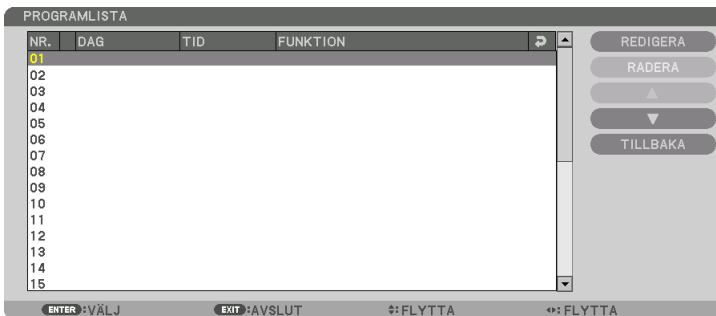 PROGRAMLISTA
NR. DAG TID FUNKTION
01
02
03
04
05
06
07
08
09
10
11
12
13
14
15
REDIGERA
RADERA
▲
▼
TILLBAKA
ENTER:VÄLJ EXIT:AVSLUT :FLYTTA :FLYTTA